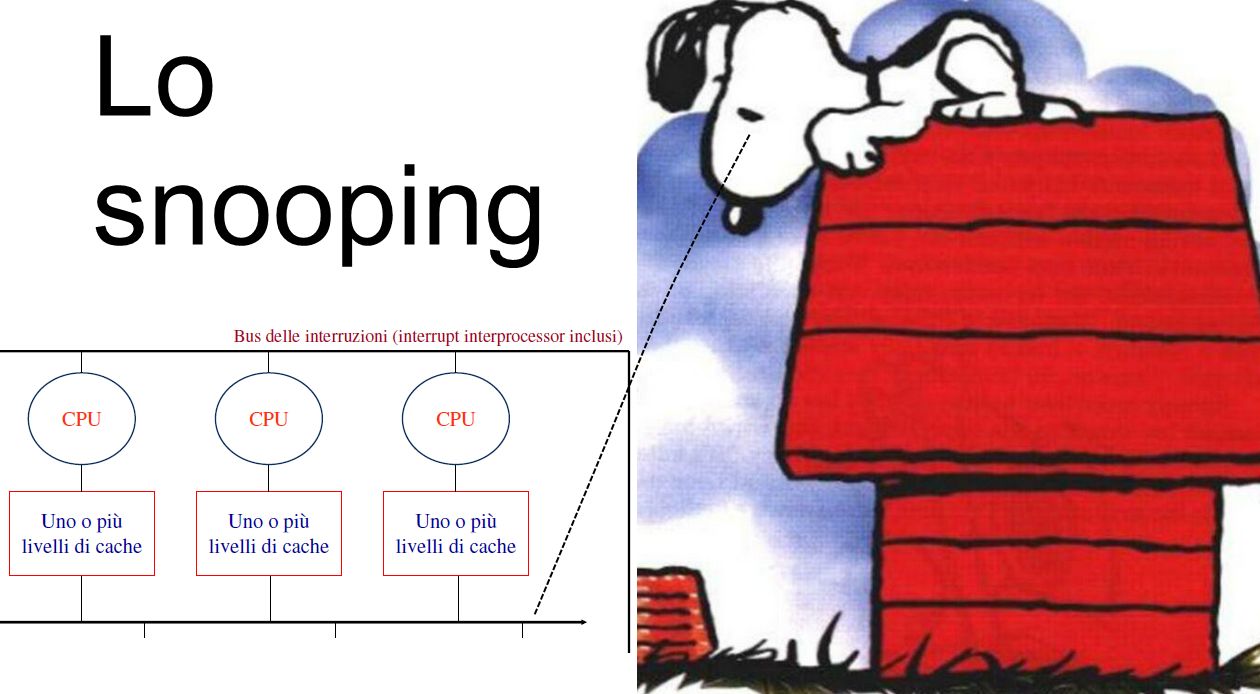 Lo
snooping
Bus delle interruzioni (interrupt interprocessor inclusi)
CPU
CPU
CPU
Uno o più
livelli di cache
Uno o più
livelli di cache
Uno o più
livelli di cache